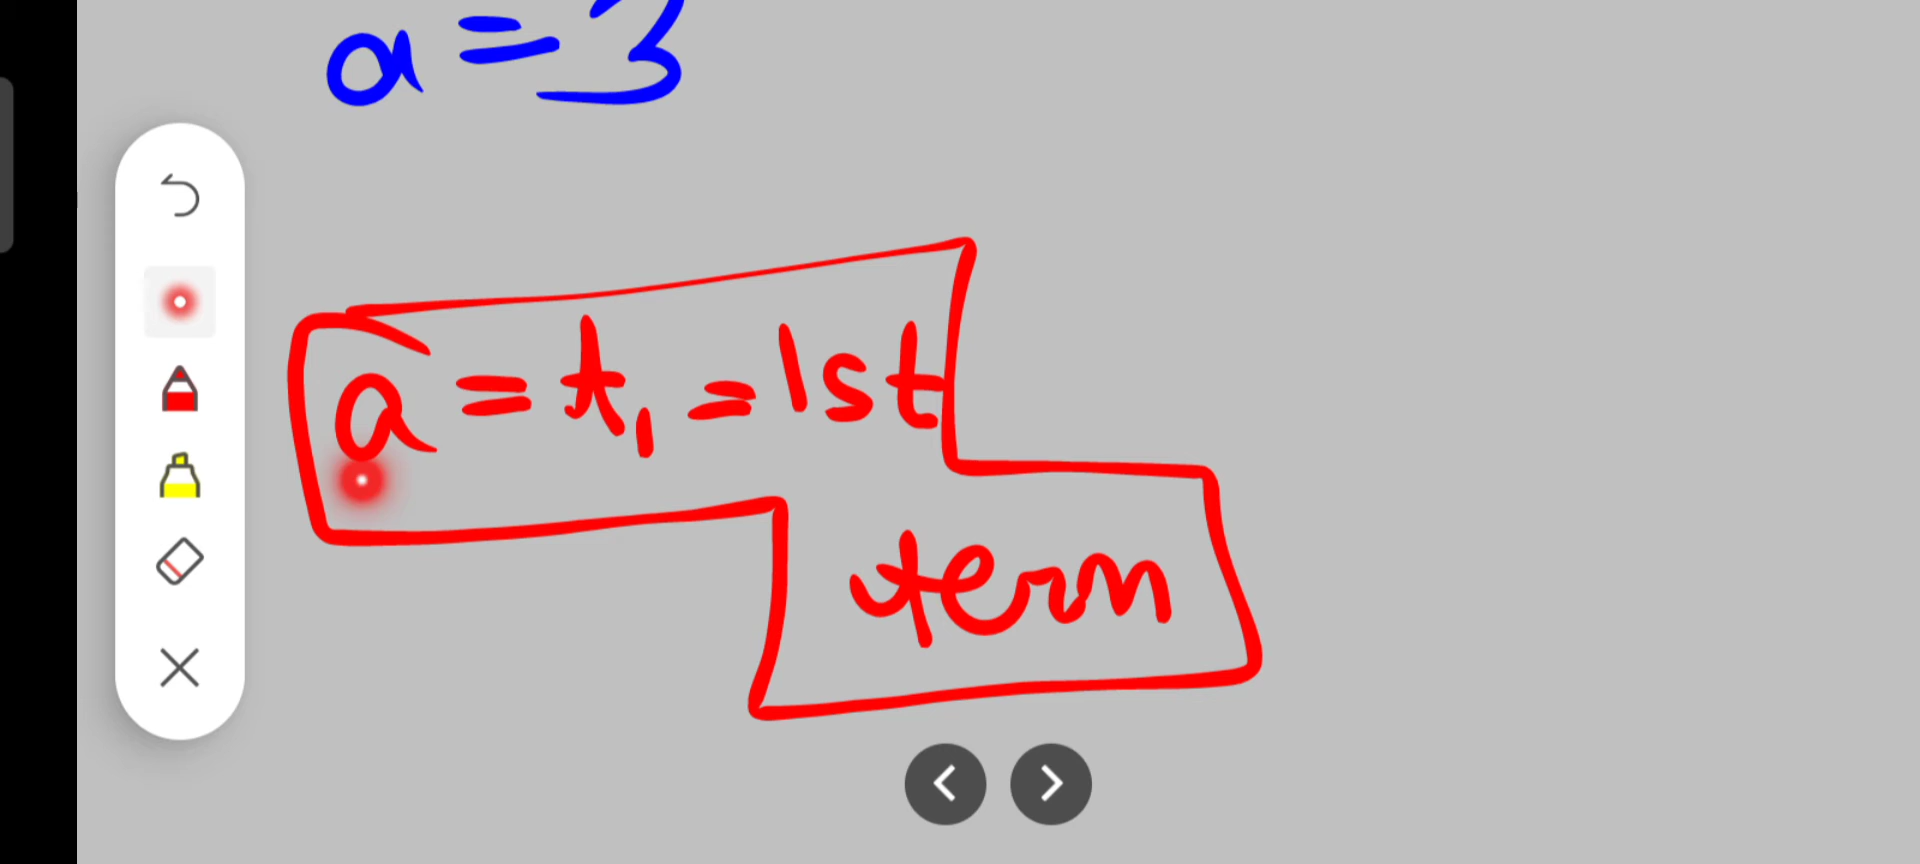 a = 3
a = t₁ = 1st
term